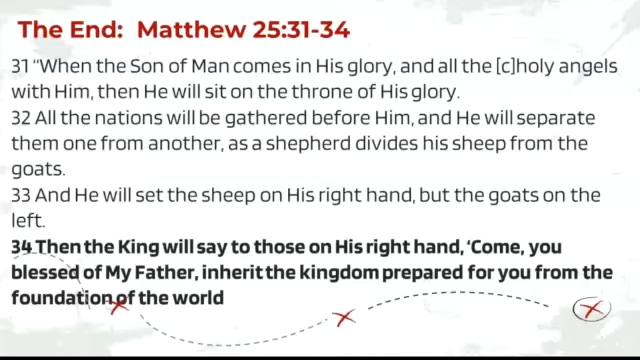 The End:  Matthew 25:31-34
31 “When the Son of Man comes in His glory, and all the [c]holy angels
with Him, then He will sit on the throne of His glory.
32 All the nations will be gathered before Him, and He will separate
them one from another, as a shepherd divides his sheep from the
goats.
33 And He will set the sheep on His right hand, but the goats on the
left.
34 Then the King will say to those on His right hand, ‘Come, you
blessed of My Father, inherit the kingdom prepared for you from the
foundation of the world